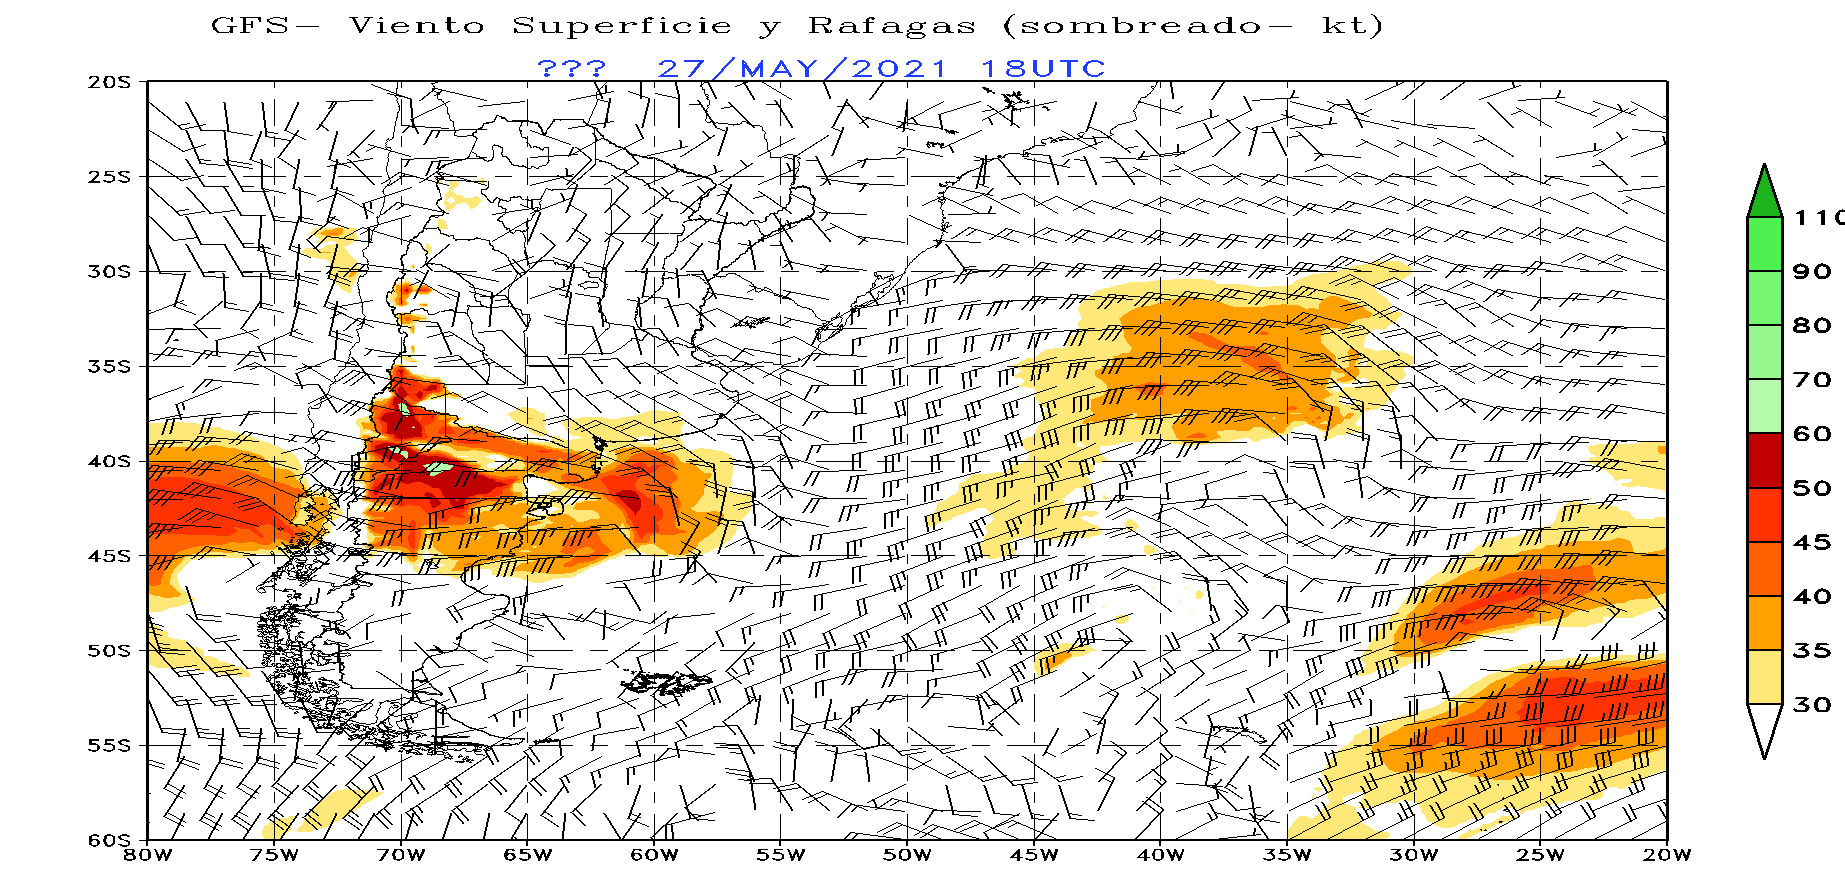 GFS− Viento Superficie y Rafagas (sombreado− kt)
??? 27/MAY/2021 18UTC
20S
25S
30S
35S
40S
45S
50S
55S
60S
80W 75W 70W 65W 60W 55W 50W 45W 40W 35W 30W 25W 20W
110
90
80
70
60
50
45
40
35
30